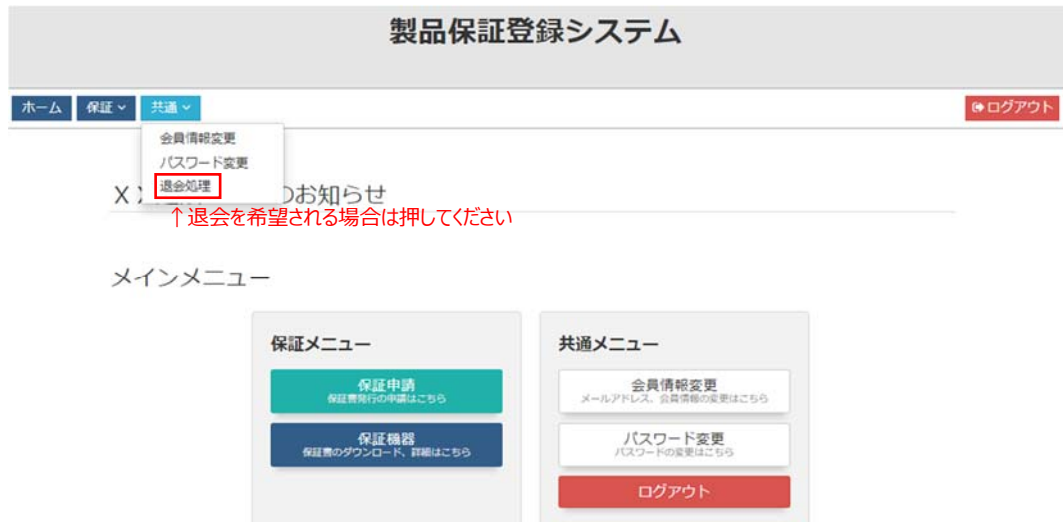 製品保証登録システム
ホーム 保証 共通 ログアウト
会員情報変更
パスワード変更
退会処理
X のお知らせ
↑退会を希望される場合は押してください
メインメニュー
保証メニュー
保証申請
保証書発行の申請はこちら
保証機器
保証書のダウンロード、詳細はこちら
共通メニュー
会員情報変更
メールアドレス、会員情報の変更はこちら
パスワード変更
パスワードの変更はこちら
ログアウト